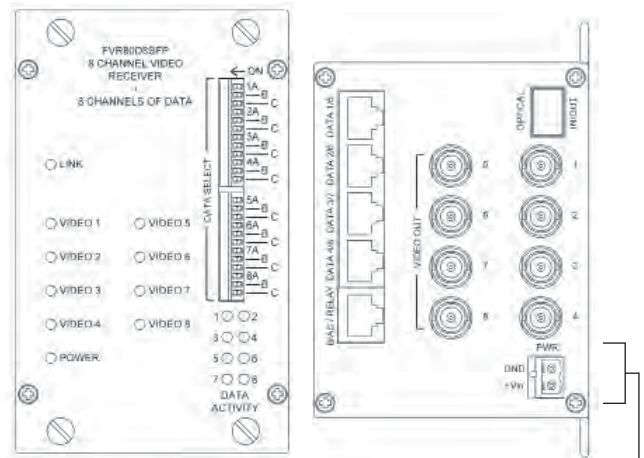 FVR80D8SFP
8 CHANNEL VIDEO
RECEIVER
+
8 CHANNELS OF DATA
← ON
1A
B
C
2A
B
C
3A
B
C
4A
B
C
5A
B
C
6A
B
C
7A
B
C
8A
B
C
DATA SELECT
LINK
VIDEO 1
VIDEO 5
VIDEO 2
VIDEO 6
VIDEO 3
VIDEO 7
VIDEO 4
VIDEO 8
POWER
1 2
3 4
5 6
7 8
DATA
ACTIVITY
DATA 1/5
DATA 2/6
DATA 3/7
DATA 4/8
BIAS / RELAY
VIDEO OUT
OPTICAL
IN/OUT
5
1
6
2
7
3
8
4
PWR
GND
+Vin